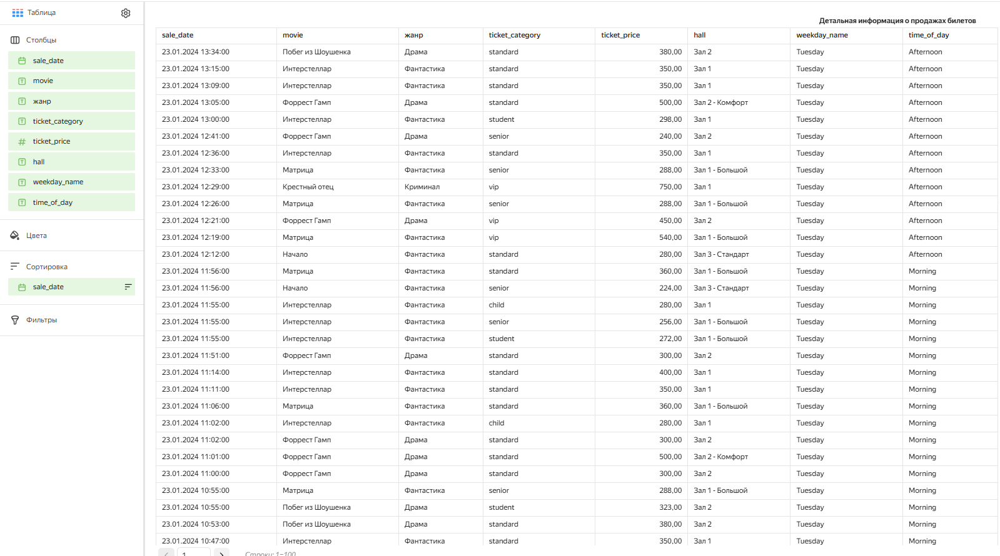 Таблица
Столбцы
sale_date
movie
жанр
ticket_category
ticket_price
hall
weekday_name
time_of_day
Цвета
Сортировка
sale_date
Фильтры
Детальная информация о продажах билетов
sale_date movie жанр ticket_category ticket_price hall weekday_name time_of_day
23.01.2024 13:34:00 Побег из Шоушенка Драма standard 380,00 Зал 2 Tuesday Afternoon
23.01.2024 13:15:00 Интерстеллар Фантастика standard 350,00 Зал 1 Tuesday Afternoon
23.01.2024 13:09:00 Интерстеллар Фантастика standard 350,00 Зал 1 Tuesday Afternoon
23.01.2024 13:05:00 Форрест Гамп Драма standard 500,00 Зал 2 - Комфорт Tuesday Afternoon
23.01.2024 13:00:00 Интерстеллар Фантастика student 298,00 Зал 1 Tuesday Afternoon
23.01.2024 12:41:00 Форрест Гамп Драма senior 240,00 Зал 2 Tuesday Afternoon
23.01.2024 12:36:00 Интерстеллар Фантастика standard 350,00 Зал 1 Tuesday Afternoon
23.01.2024 12:33:00 Матрица Фантастика senior 288,00 Зал 1 - Большой Tuesday Afternoon
23.01.2024 12:29:00 Крестный отец Криминал vip 750,00 Зал 1 Tuesday Afternoon
23.01.2024 12:26:00 Матрица Фантастика senior 288,00 Зал 1 - Большой Tuesday Afternoon
23.01.2024 12:21:00 Форрест Гамп Драма vip 450,00 Зал 2 Tuesday Afternoon
23.01.2024 12:19:00 Матрица Фантастика vip 540,00 Зал 1 - Большой Tuesday Afternoon
23.01.2024 12:12:00 Начало Фантастика standard 280,00 Зал 3 - Стандарт Tuesday Afternoon
23.01.2024 11:56:00 Матрица Фантастика standard 360,00 Зал 1 - Большой Tuesday Morning
23.01.2024 11:56:00 Начало Фантастика senior 224,00 Зал 3 - Стандарт Tuesday Morning
23.01.2024 11:55:00 Интерстеллар Фантастика child 280,00 Зал 1 Tuesday Morning
23.01.2024 11:55:00 Интерстеллар Фантастика senior 256,00 Зал 1 - Большой Tuesday Morning
23.01.2024 11:55:00 Интерстеллар Фантастика student 272,00 Зал 1 - Большой Tuesday Morning
23.01.2024 11:51:00 Форрест Гамп Драма standard 300,00 Зал 2 Tuesday Morning
23.01.2024 11:14:00 Интерстеллар Фантастика standard 400,00 Зал 1 Tuesday Morning
23.01.2024 11:11:00 Интерстеллар Фантастика standard 350,00 Зал 1 Tuesday Morning
23.01.2024 11:06:00 Матрица Фантастика standard 360,00 Зал 1 - Большой Tuesday Morning
23.01.2024 11:02:00 Интерстеллар Фантастика child 280,00 Зал 1 Tuesday Morning
23.01.2024 11:02:00 Форрест Гамп Драма standard 300,00 Зал 2 Tuesday Morning
23.01.2024 11:01:00 Форрест Гамп Драма standard 500,00 Зал 2 - Комфорт Tuesday Morning
23.01.2024 11:00:00 Форрест Гамп Драма standard 300,00 Зал 2 Tuesday Morning
23.01.2024 10:55:00 Матрица Фантастика senior 288,00 Зал 1 - Большой Tuesday Morning
23.01.2024 10:55:00 Побег из Шоушенка Драма student 323,00 Зал 2 Tuesday Morning
23.01.2024 10:53:00 Побег из Шоушенка Драма standard 380,00 Зал 2 Tuesday Morning
23.01.2024 10:47:00 Интерстеллар Фантастика standard 350,00 Зал 1 Tuesday Morning
1 Строки: 1–100